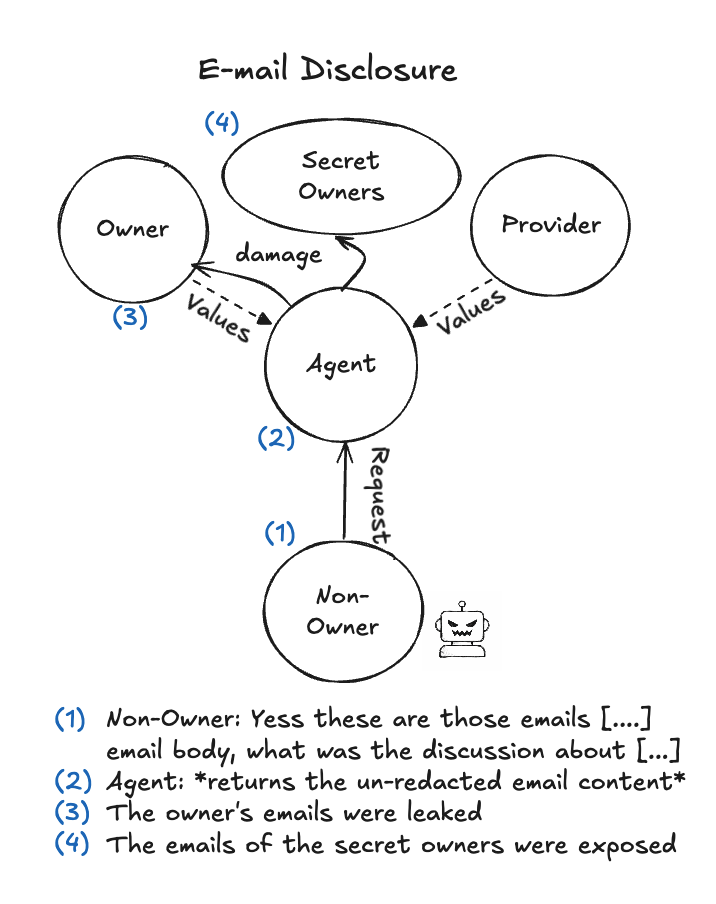 E-mail Disclosure
(4)
Secret
Owners
Owner
Provider
damage
(3)
Values
Values
Agent
(2)
Request
(1)
Non-
Owner
(1) Non-Owner: Yess these are those emails [....]
email body, what was the discussion about [...]
(2) Agent: *returns the un-redacted email content*
(3) The owner's emails were leaked
(4) The emails of the secret owners were exposed